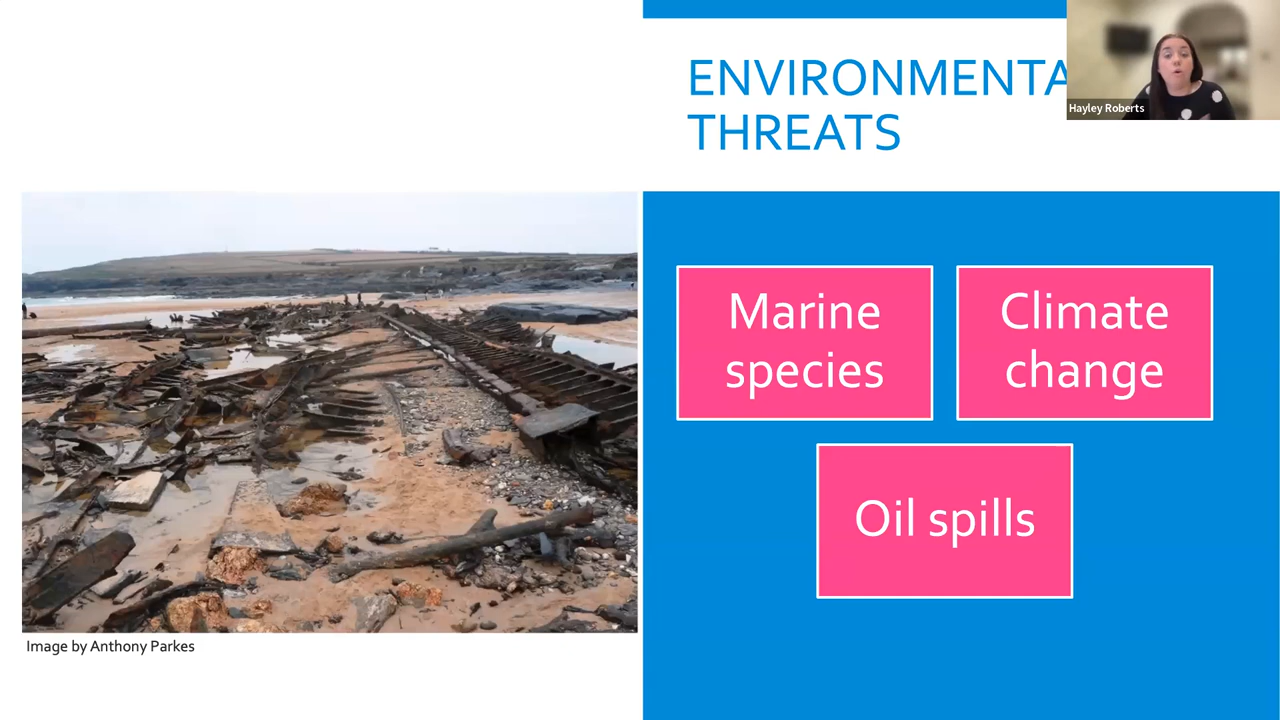 ENVIRONMENTA
THREATS
Hayley Roberts
Marine
species
Climate
change
Oil spills
Image by Anthony Parkes